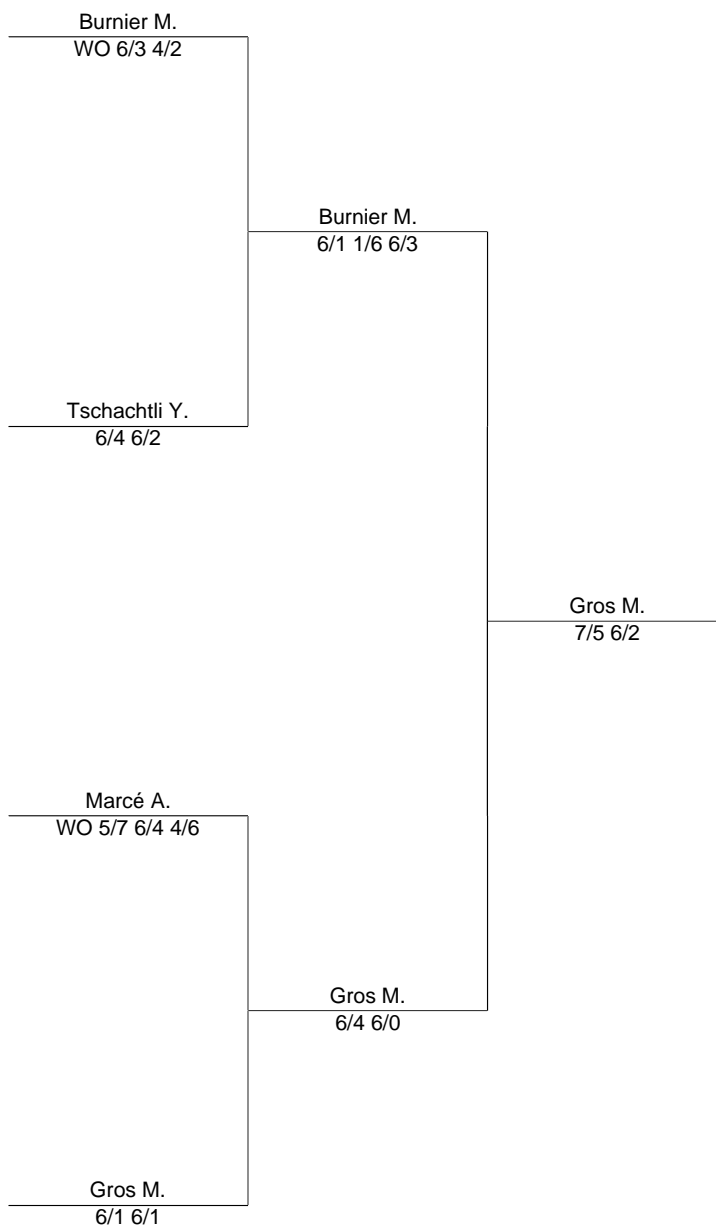 Burnier M.
WO 6/3 4/2
Burnier M.
6/1 1/6 6/3
Tschachtli Y.
6/4 6/2
Gros M.
7/5 6/2
Marcé A.
WO 5/7 6/4 4/6
Gros M.
6/4 6/0
Gros M.
6/1 6/1